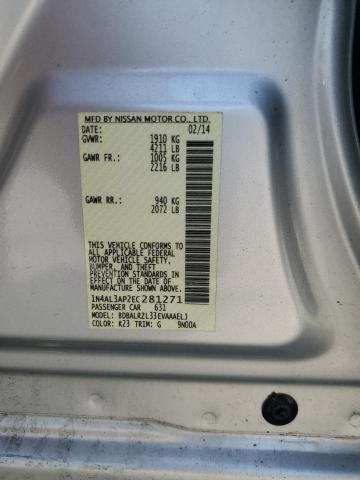 MFD BY NISSAN MOTOR CO., LTD.
DATE: 02/14
GVWR: 1910 KG
4211 LB
GAWR FR: 1005 KG
2216 LB
GAWR RR: 940 KG
2072 LB
THIS VEHICLE CONFORMS TO
ALL APPLICABLE FEDERAL
MOTOR VEHICLE SAFETY,
BUMPER, AND THEFT
PREVENTION STANDARDS IN
EFFECT ON THE DATE OF
MANUFACTURE SHOWN ABOVE.
1N4AL3AP2EC281271
PASSENGER CAR 631
MODEL: BDBALRZL33EVAAAELJ
COLOR: K23 TRIM: G 9N00A